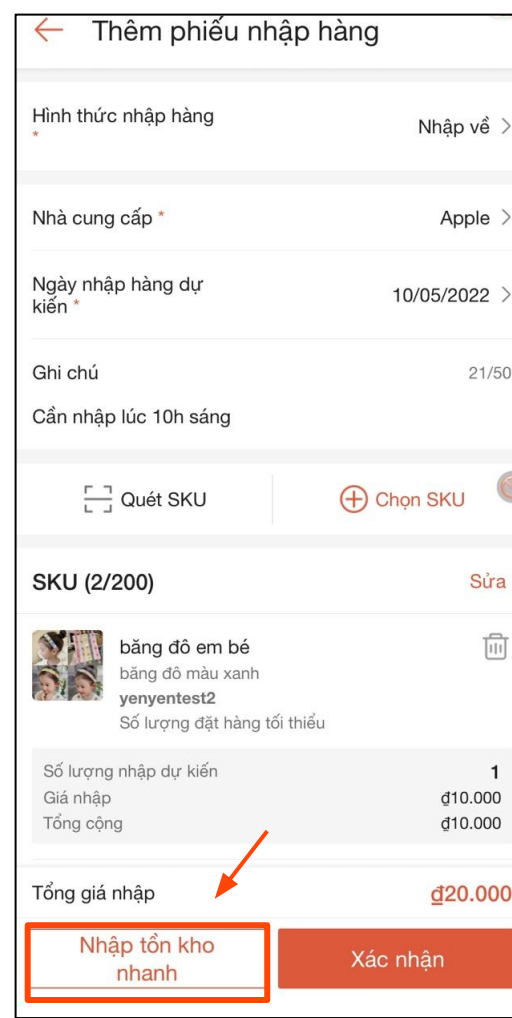 Thêm phiếu nhập hàng
Hình thức nhập hàng
*
Nhập về
Nhà cung cấp *
Apple
Ngày nhập hàng dự
kiến *
10/05/2022
Ghi chú
21/50
Cần nhập lúc 10h sáng
Quét SKU
Chọn SKU
SKU (2/200)
Sửa
băng đô em bé
băng đô màu xanh
yenyentest2
Số lượng đặt hàng tối thiểu
Số lượng nhập dự kiến
1
Giá nhập
₫10.000
Tổng cộng
₫10.000
Tổng giá nhập
₫20.000
Nhập tồn kho
nhanh
Xác nhận